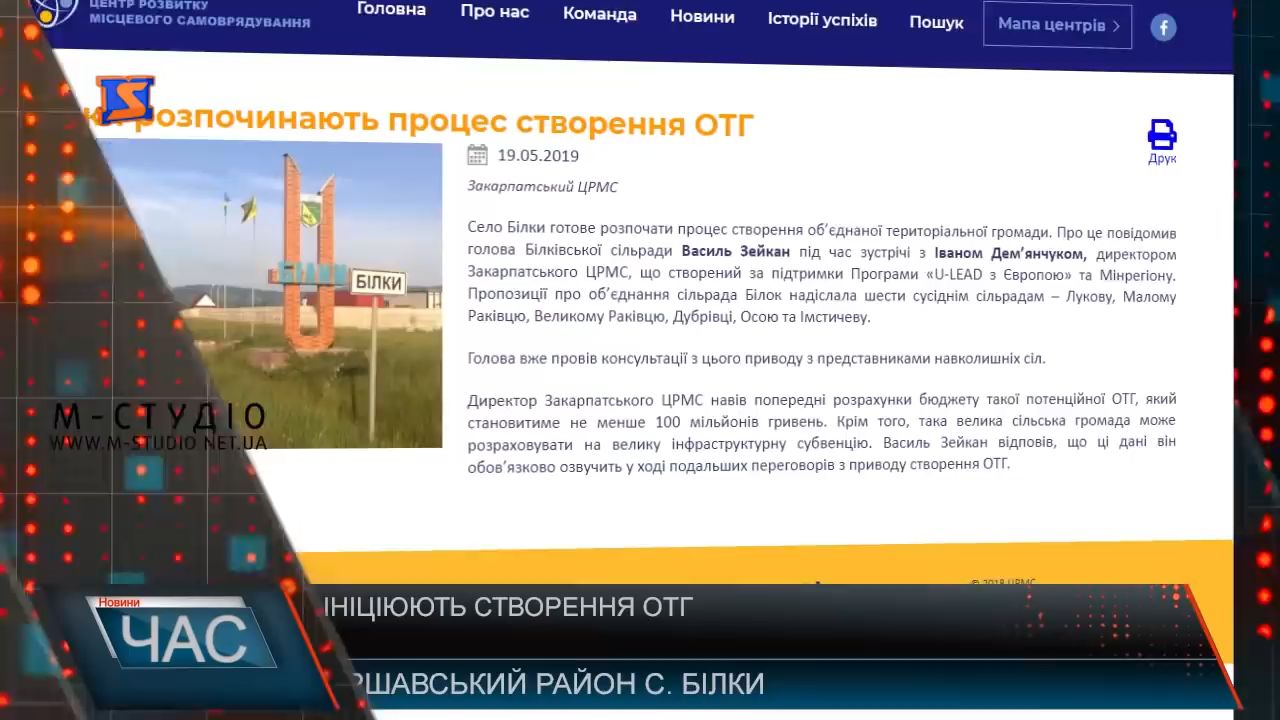 ЦЕНТР РОЗВИТКУ
МІСЦЕВОГО САМОВРЯДУВАННЯ
Головна Про нас Команда Новини Історії успіхів Пошук Мапа центрів
розпочинають процес створення ОТГ
19.05.2019
Друк
Закарпатський ЦРМС
Село Білки готове розпочати процес створення об’єднаної територіальної громади. Про це повідомив
голова Білківської сільради Василь Зейкан під час зустрічі з Іваном Дем’янчуком, директором
Закарпатського ЦРМС, що створений за підтримки Програми «U-LEAD з Європою» та Мінрегіону.
Пропозиції про об’єднання сільрада Білок надіслала шести сусіднім сільрадам – Лукову, Малому
Раківцю, Великому Раківцю, Дубрівці, Осою та Імстичеву.
Голова вже провів консультації з цього приводу з представниками навколишніх сіл.
Директор Закарпатського ЦРМС навів попередні розрахунки бюджету такої потенційної ОТГ, який
становитиме не менше 100 мільйонів гривень. Крім того, така велика сільська громада може
розраховувати на велику інфраструктурну субвенцію. Василь Зейкан відповів, що ці дані він
обов’язково озвучить у ході подальших переговорів з приводу створення ОТГ.
БІЛКИ
БІЛКИ
М-СТУДІО
WWW.M-STUDIO.NET.UA
© 2018 ЦРМС
Новини
ЧАС
ІНІЦІЮЮТЬ СТВОРЕННЯ ОТГ
РШАВСЬКИЙ РАЙОН С. БІЛКИ